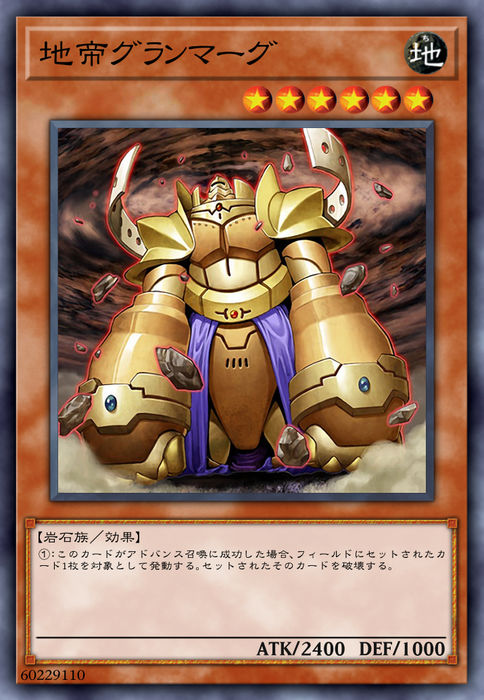 地帝グランマーグ
地
【岩石族／効果】
①：このカードがアドバンス召喚に成功した場合、フィールドにセットされたカ
ード1枚を対象として発動する。セットされたそのカードを破壊する。
ATK/2400 DEF/1000
60229110